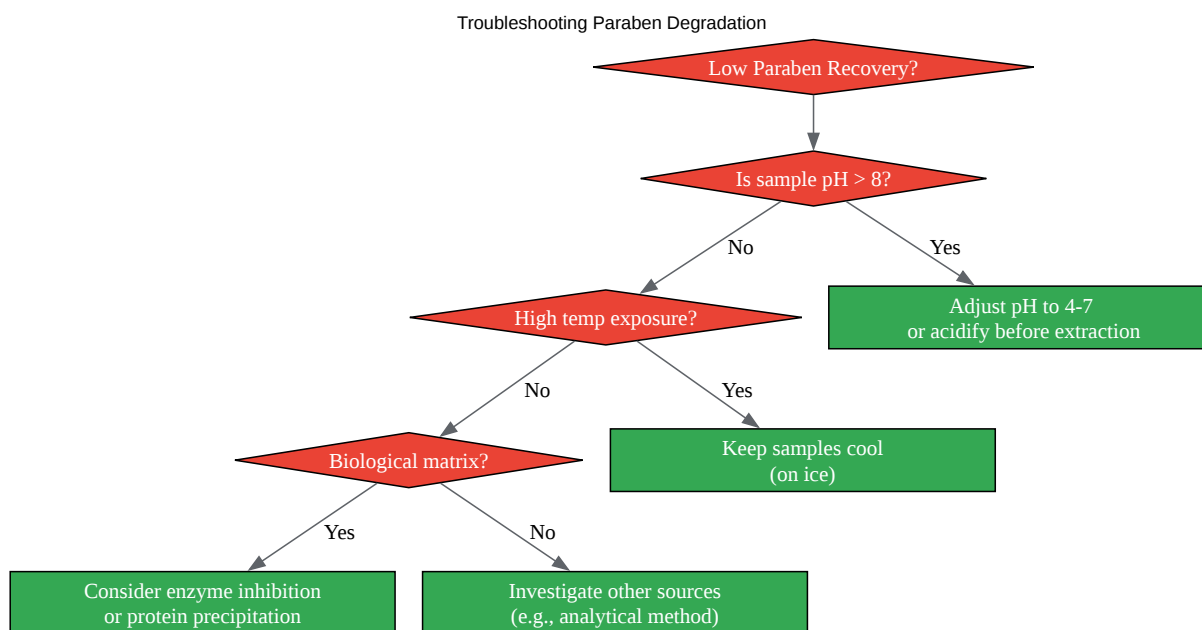 Troubleshooting Paraben Degradation
Low Paraben Recovery?
Is sample pH > 8?
No
Yes
High temp exposure?
Adjust pH to 4-7
or acidify before extraction
No
Yes
Biological matrix?
Keep samples cool
(on ice)
Yes
No
Consider enzyme inhibition
or protein precipitation
Investigate other sources
(e.g., analytical method)